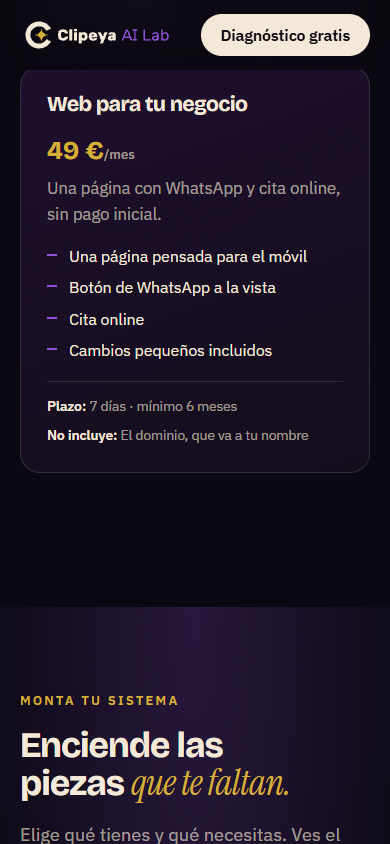 Clipeya AI Lab
Diagnóstico gratis
Web para tu negocio
49 €/mes
Una página con WhatsApp y cita online,
sin pago inicial.
Una página pensada para el móvil
Botón de WhatsApp a la vista
Cita online
Cambios pequeños incluidos
Plazo: 7 días · mínimo 6 meses
No incluye: El dominio, que va a tu nombre
MONTA TU SISTEMA
Enciende las
piezas que te faltan.
Elige qué tienes y qué necesitas. Ves el